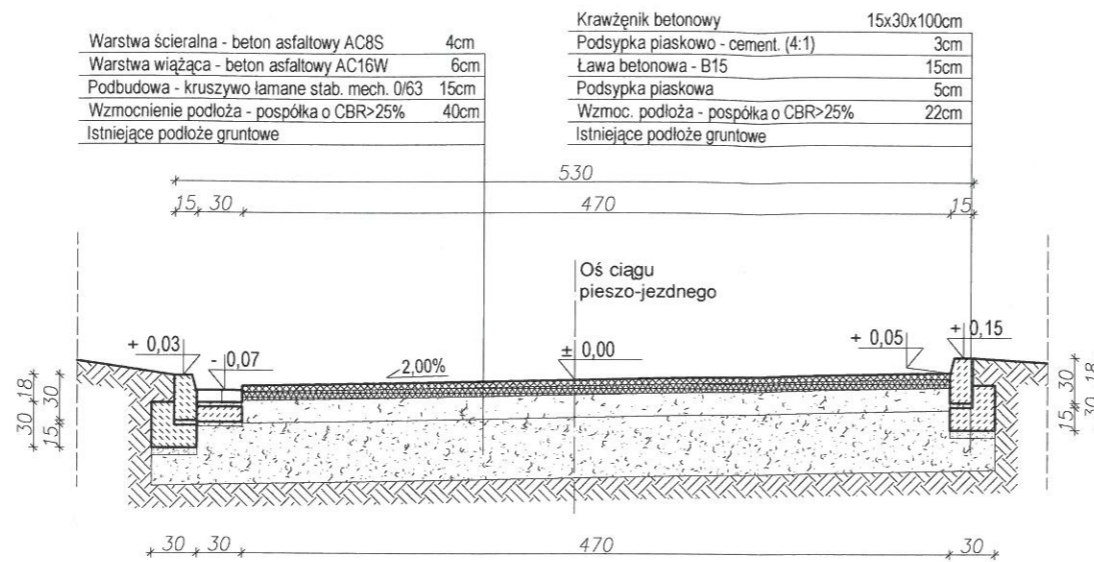 Warstwa ścieralna - beton asfaltowy AC8S 4cm
Warstwa wiążąca - beton asfaltowy AC16W 6cm
Podbudowa - kruszywo łamane stab. mech. 0/63 15cm
Wzmocnienie podłoża - pospółka o CBR>25% 40cm
Istniejące podłoże gruntowe
Krawżęnik betonowy 15x30x100cm
Podsypka piaskowo - cement. (4:1) 3cm
Ława betonowa - B15 15cm
Podsypka piaskowa 5cm
Wzmoc. podłoża - pospółka o CBR>25% 22cm
Istniejące podłoże gruntowe
530
15 30 470 15
Oś ciągu
pieszo-jezdnego
+ 0,03
- 0,07
2,00%
± 0,00
+ 0,05
+ 0,15
30 18
15 30
30
15
18
30
30 30 470 30